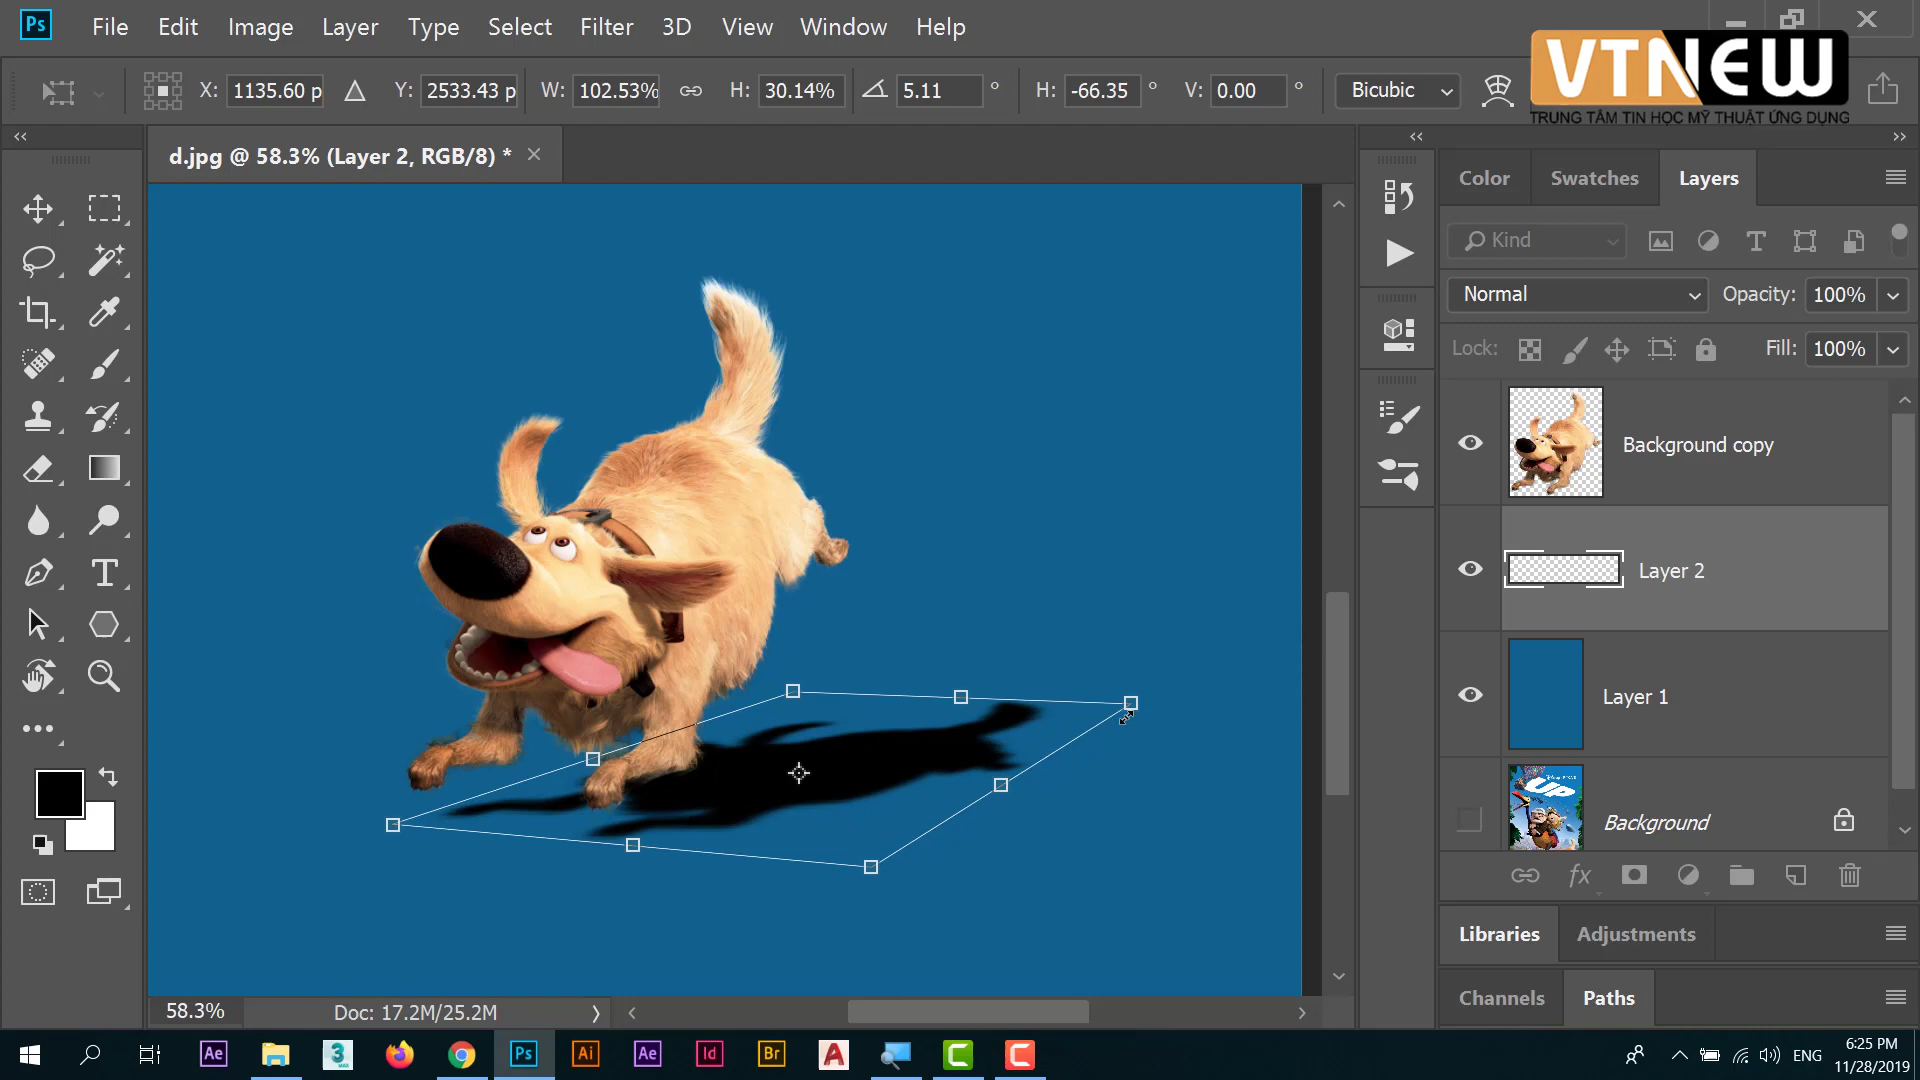 Ps File Edit Image Layer Type Select Filter 3D View Window Help
VTNEW
TRUNG TÂM TIN HỌC MỸ THUẬT ỨNG DỤNG
X: 1135.60 p Y: 2533.43 p W: 102.53% H: 30.14% 5.11 ° H: -66.35 ° V: 0.00 ° Bicubic
d.jpg @ 58.3% (Layer 2, RGB/8) * ×
Color Swatches Layers
Kind
Normal Opacity: 100%
Lock: Fill: 100%
Background copy
Layer 2
Layer 1
UP
Background
fx
Libraries Adjustments
Channels Paths
58.3% Doc: 17.2M/25.2M
Ae 3 Ps Ai Ae Id Br A C C ENG
6:25 PM
11/28/2019